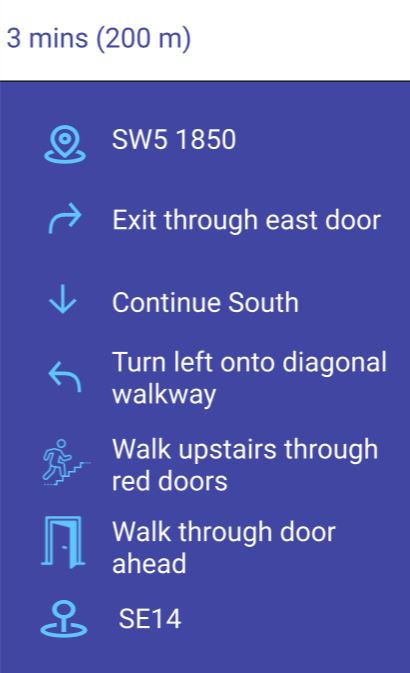 3 mins (200 m)
SW5 1850
Exit through east door
Continue South
Turn left onto diagonal
walkway
Walk upstairs through
red doors
Walk through door
ahead
SE14